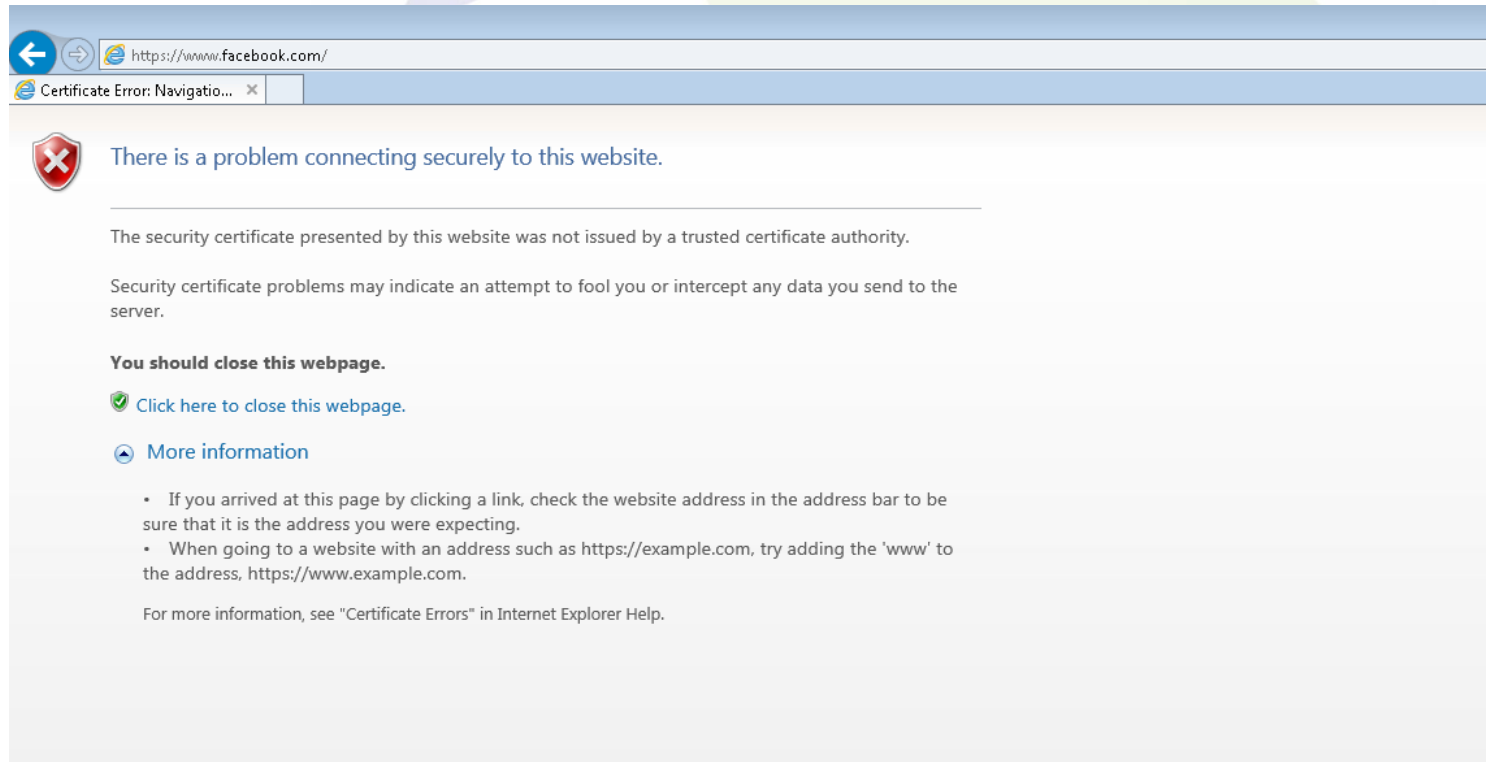 https://www.facebook.com/
Certificate Error: Navigatio...
There is a problem connecting securely to this website.
The security certificate presented by this website was not issued by a trusted certificate authority.
Security certificate problems may indicate an attempt to fool you or intercept any data you send to the
server.
You should close this webpage.
Click here to close this webpage.
More information
• If you arrived at this page by clicking a link, check the website address in the address bar to be
sure that it is the address you were expecting.
• When going to a website with an address such as https://example.com, try adding the 'www' to
the address, https://www.example.com.
For more information, see "Certificate Errors" in Internet Explorer Help.